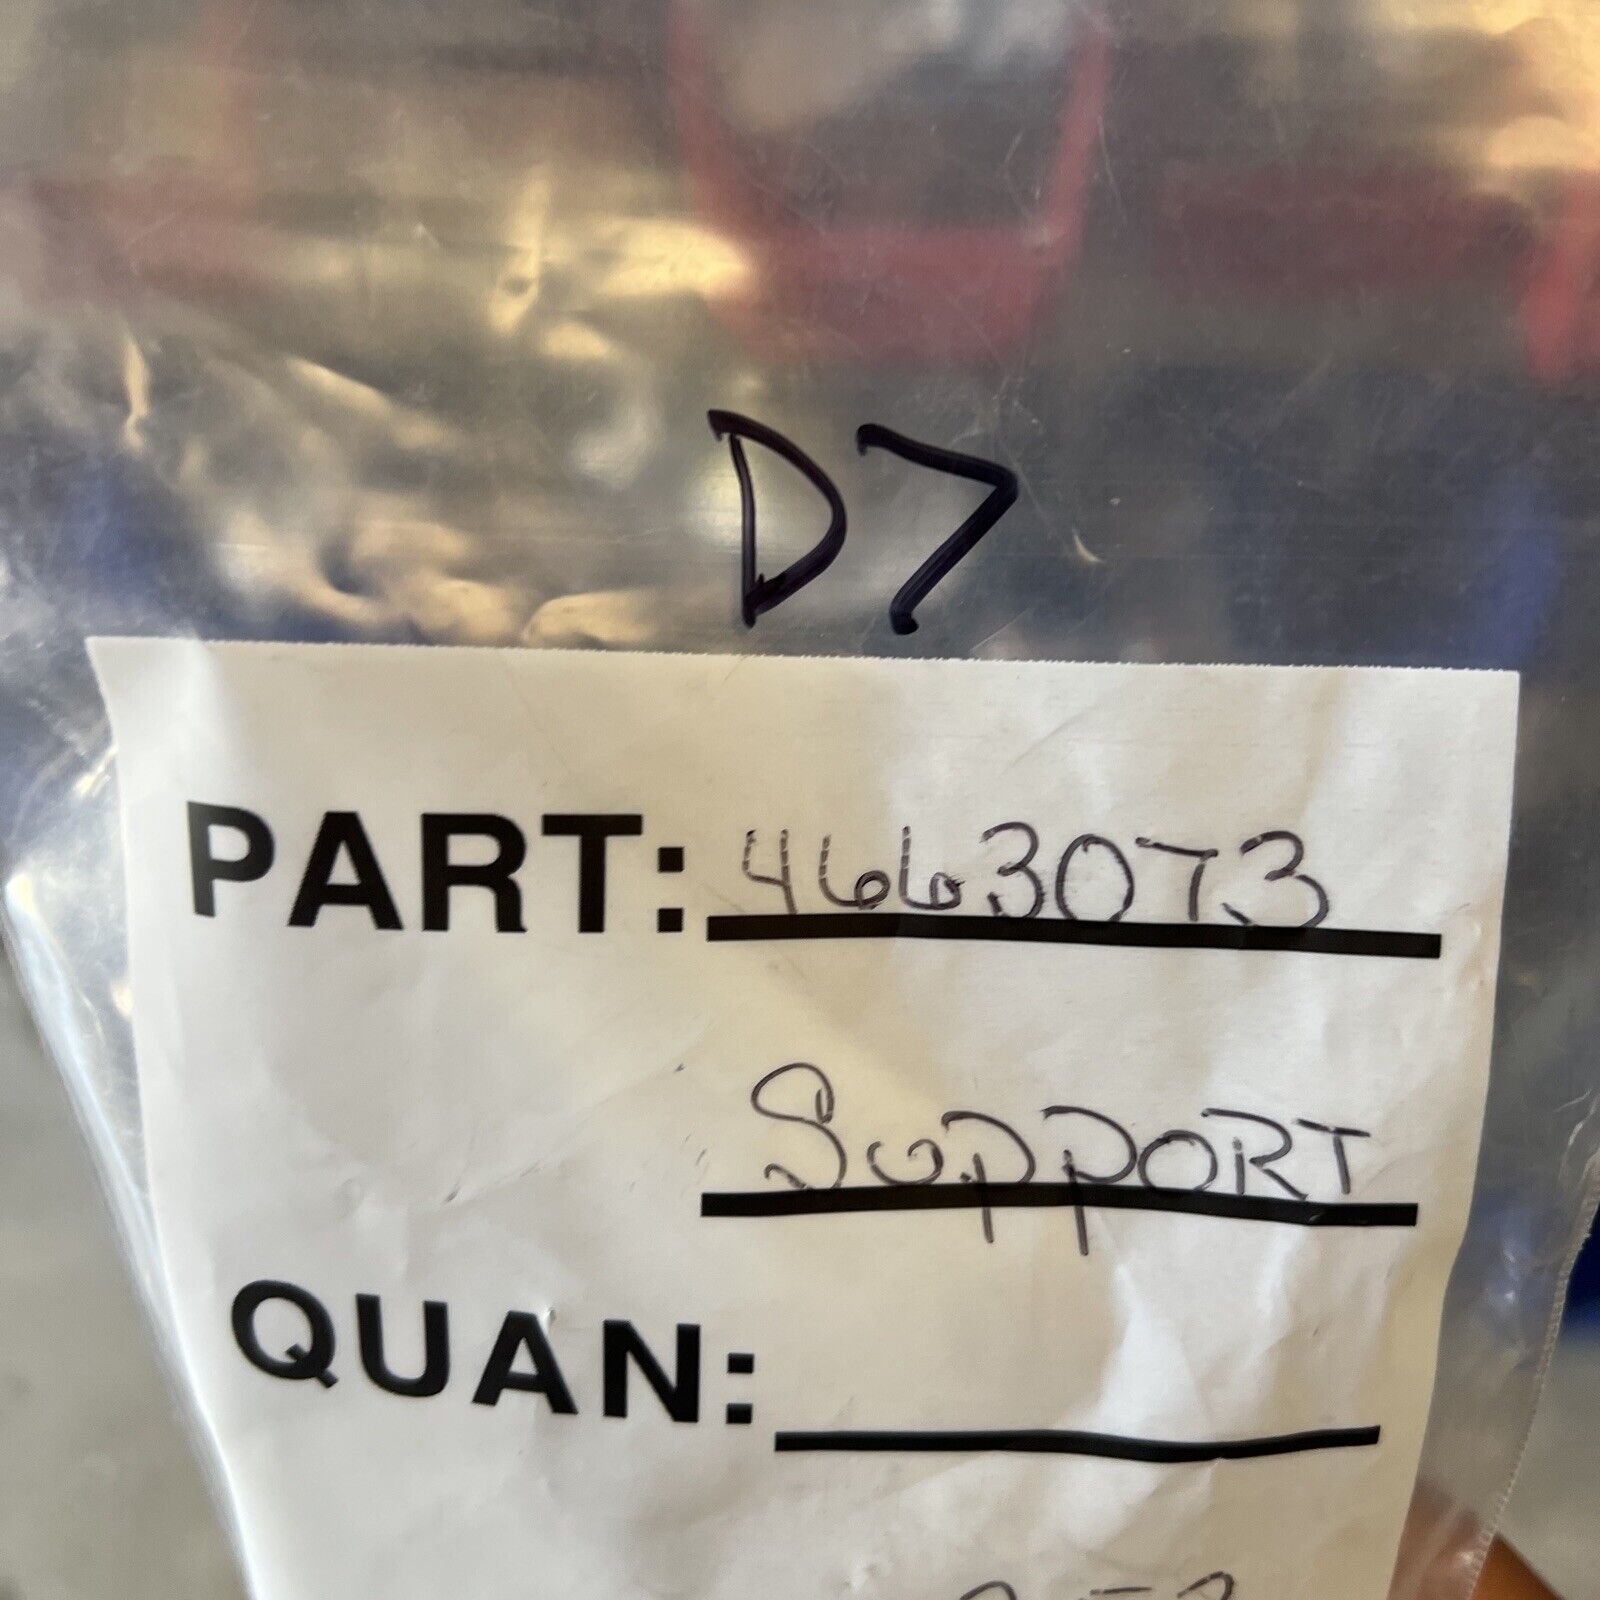 D7
PART: 4663073
SUPPORT
QUAN: